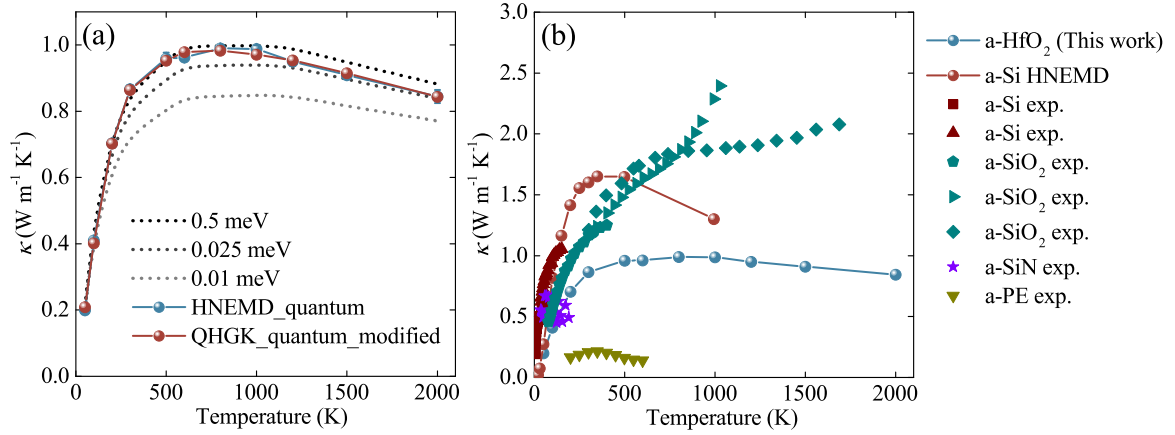 (a)
1.0
0.8
0.6
0.4
0.2
0.0
κ (W m⁻¹ K⁻¹)
0.5 meV
0.025 meV
0.01 meV
HNEMD_quantum
QHGK_quantum_modified
0 500 1000 1500 2000
Temperature (K)
(b)
3.0
2.5
2.0
1.5
1.0
0.5
0.0
κ (W m⁻¹ K⁻¹)
0 500 1000 1500 2000
Temperature (K)
a-HfO₂ (This work)
a-Si HNEMD
a-Si exp.
a-Si exp.
a-SiO₂ exp.
a-SiO₂ exp.
a-SiO₂ exp.
a-SiN exp.
a-PE exp.